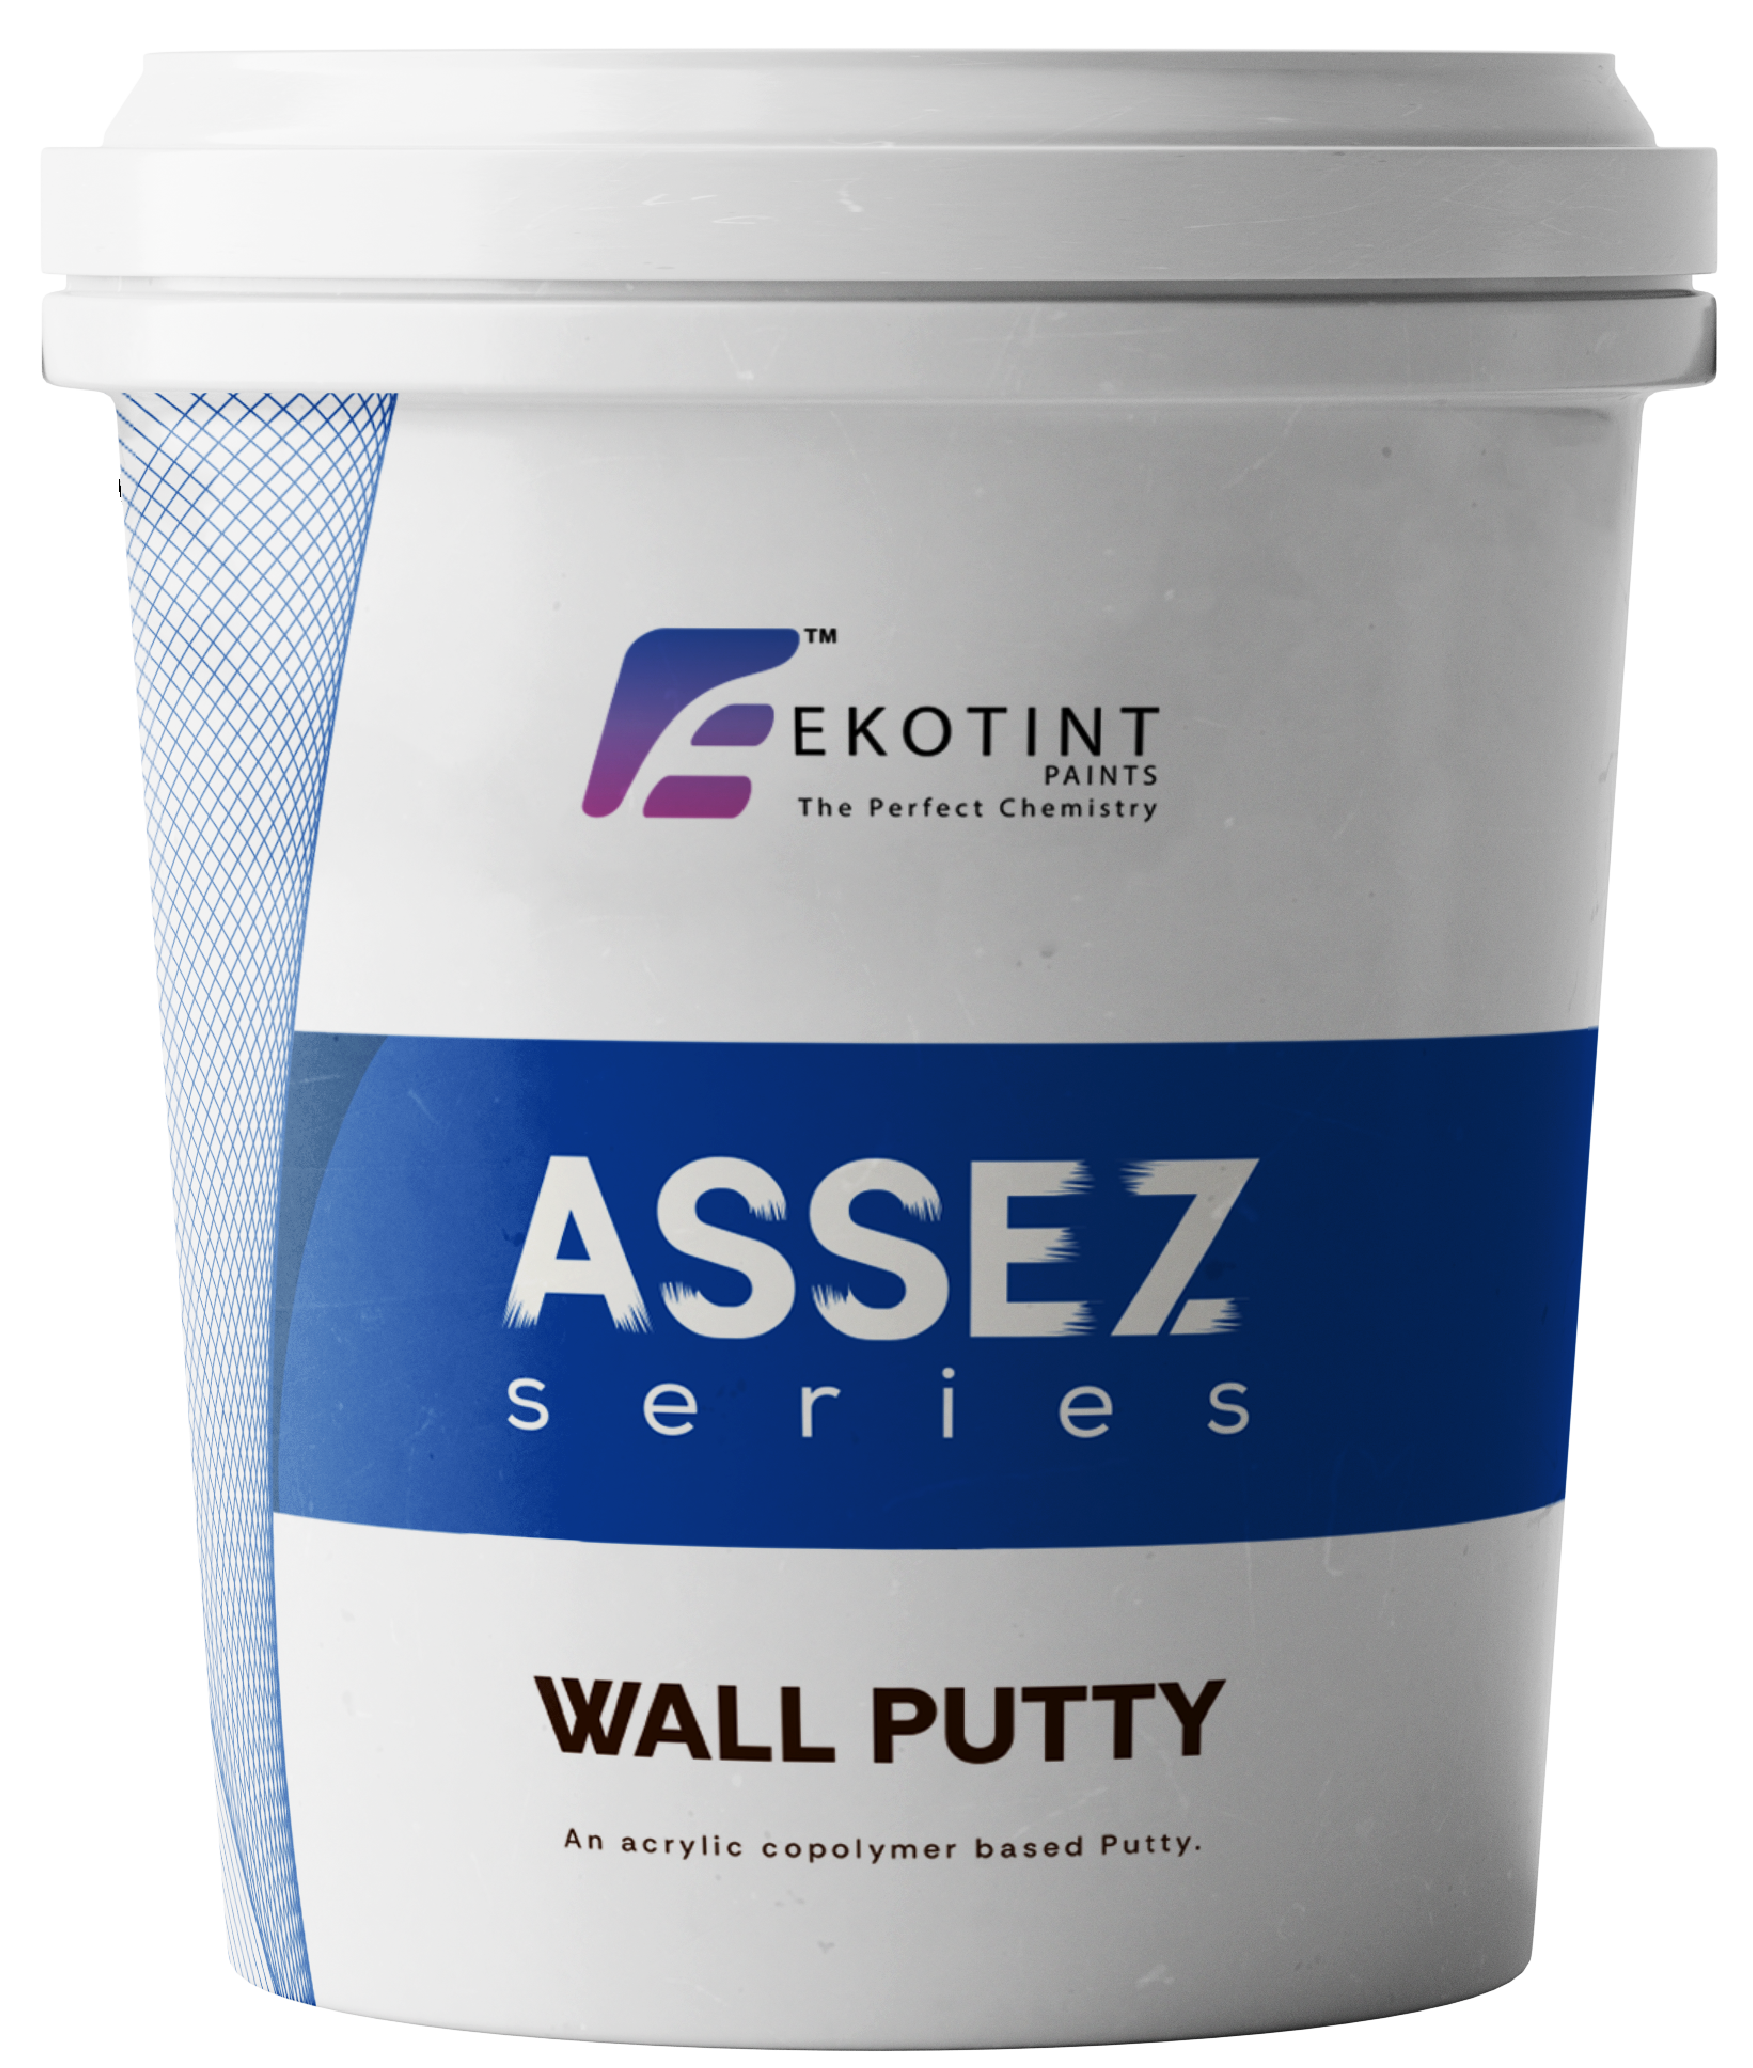 TM
EKOTINT
PAINTS
The Perfect Chemistry
ASSEZ
series
WALL PUTTY
An acrylic copolymer based Putty.